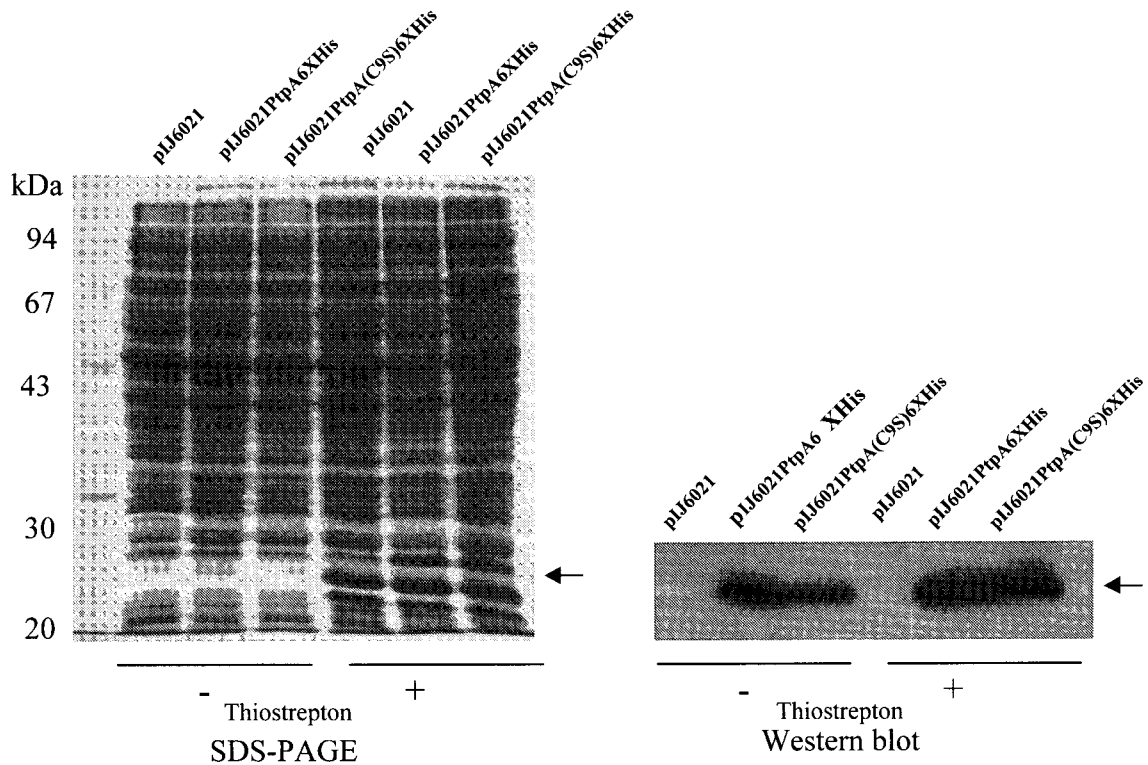 pIJ6021
pIJ6021PtpA6XHis
pIJ6021PtpA(C9S)6XHis
pIJ6021
pIJ6021PtpA6XHis
pIJ6021PtpA(C9S)6XHis
kDa
94
67
43
30
20
-
+
Thiostrepton
SDS-PAGE
pIJ6021
pIJ6021PtpA6 XHis
pIJ6021PtpA(C9S)6XHis
pIJ6021
pIJ6021PtpA6XHis
pIJ6021PtpA(C9S)6XHis
-
+
Thiostrepton
Western blot